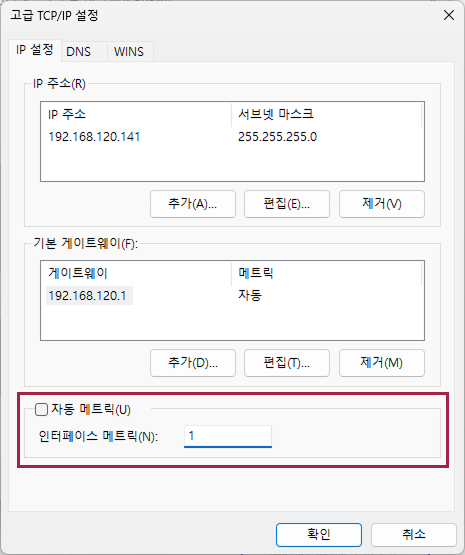 고급 TCP/IP 설정
IP 설정 DNS WINS
IP 주소(R)
IP 주소 서브넷 마스크
192.168.120.141 255.255.255.0
추가(A)... 편집(E)... 제거(V)
기본 게이트웨이(F):
게이트웨이 메트릭
192.168.120.1 자동
추가(D)... 편집(T)... 제거(M)
자동 메트릭(U)
인터페이스 메트릭(N): 1
확인 취소